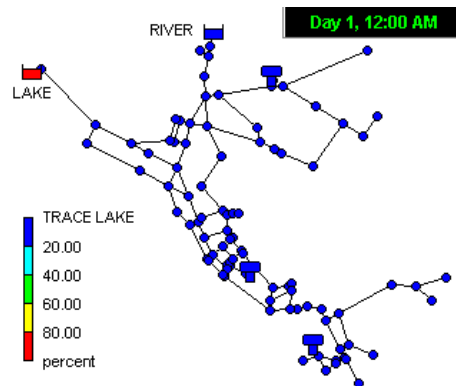 Day 1, 12:00 AM
RIVER
LAKE
TRACE LAKE
20.00
40.00
60.00
80.00
percent